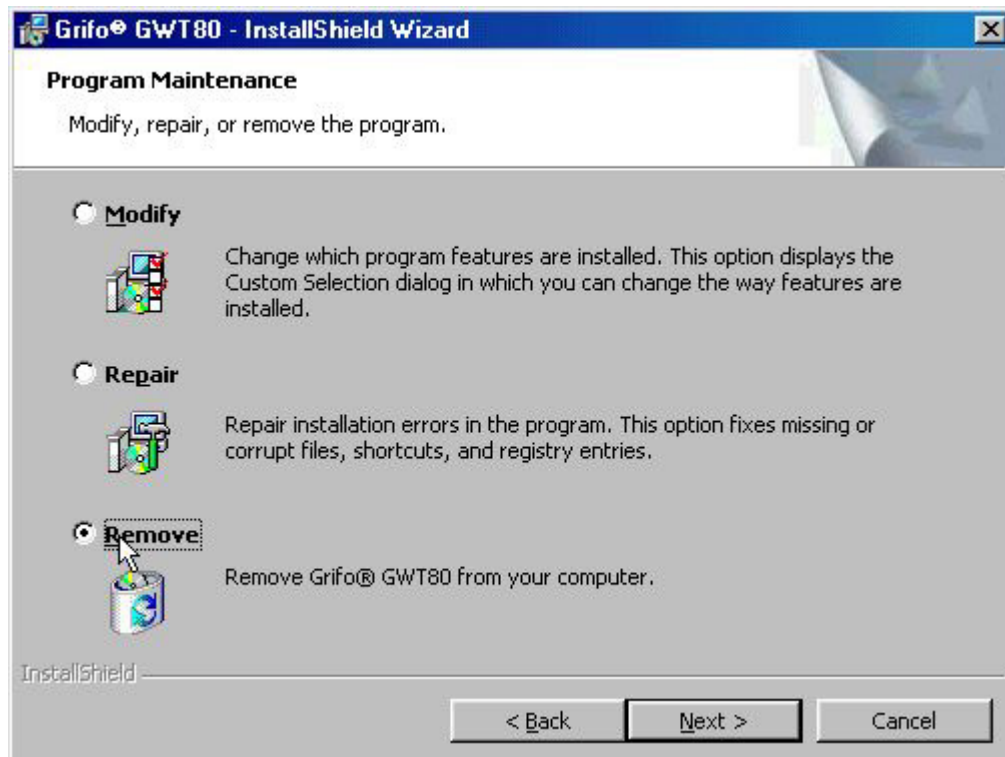 Grifo® GWT80 - InstallShield Wizard
Program Maintenance
Modify, repair, or remove the program.
Modify
Change which program features are installed. This option displays the
Custom Selection dialog in which you can change the way features are
installed.
Repair
Repair installation errors in the program. This option fixes missing or
corrupt files, shortcuts, and registry entries.
Remove
Remove Grifo® GWT80 from your computer.
InstallShield
< Back Next > Cancel